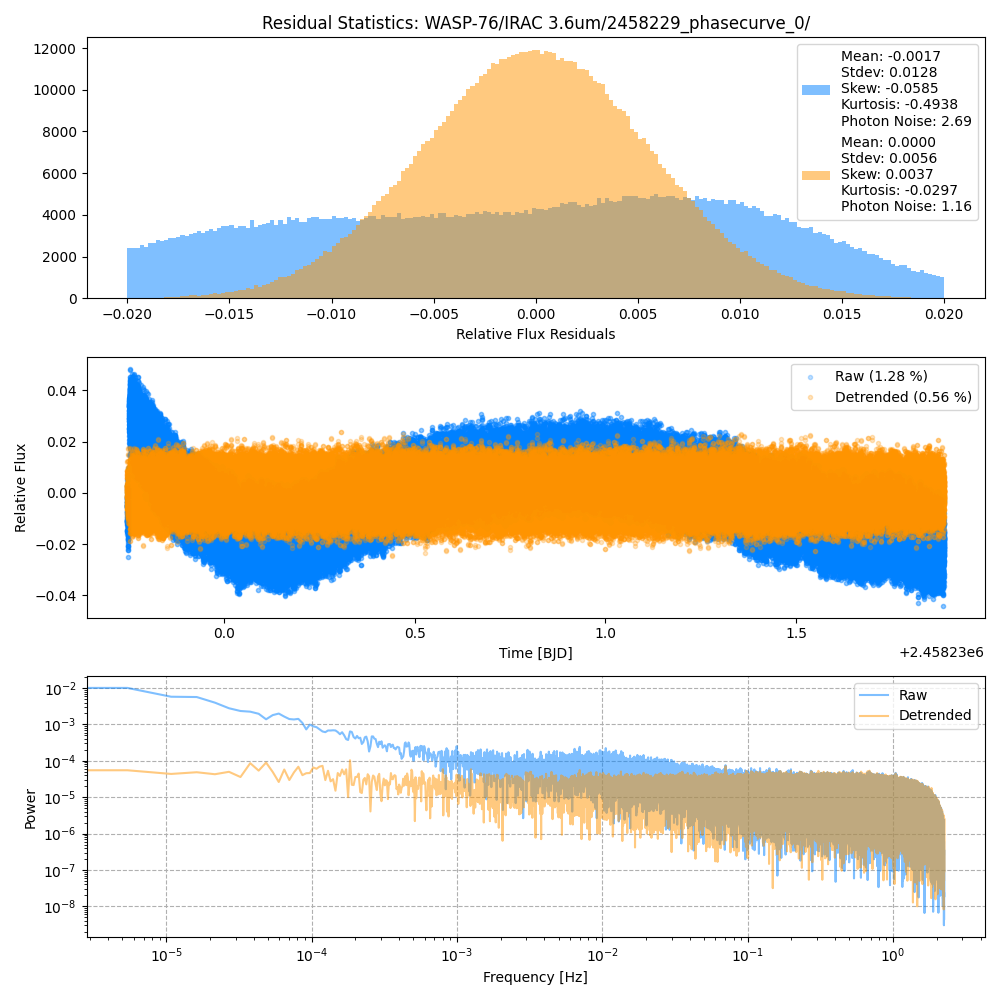 Residual Statistics: WASP-76/IRAC 3.6um/2458229_phasecurve_0/
12000
10000
8000
6000
4000
2000
0
Mean: -0.0017
Stdev: 0.0128
Skew: -0.0585
Kurtosis: -0.4938
Photon Noise: 2.69
Mean: 0.0000
Stdev: 0.0056
Skew: 0.0037
Kurtosis: -0.0297
Photon Noise: 1.16
−0.020 −0.015 −0.010 −0.005 0.000 0.005 0.010 0.015 0.020
Relative Flux Residuals
Relative Flux
0.04
0.02
0.00
−0.02
−0.04
Raw (1.28 %)
Detrended (0.56 %)
0.0 0.5 1.0 1.5
Time [BJD]
+2.45823e6
Power
10⁻²
10⁻³
10⁻⁴
10⁻⁵
10⁻⁶
10⁻⁷
10⁻⁸
Raw
Detrended
10⁻⁵ 10⁻⁴ 10⁻³ 10⁻² 10⁻¹ 10⁰
Frequency [Hz]